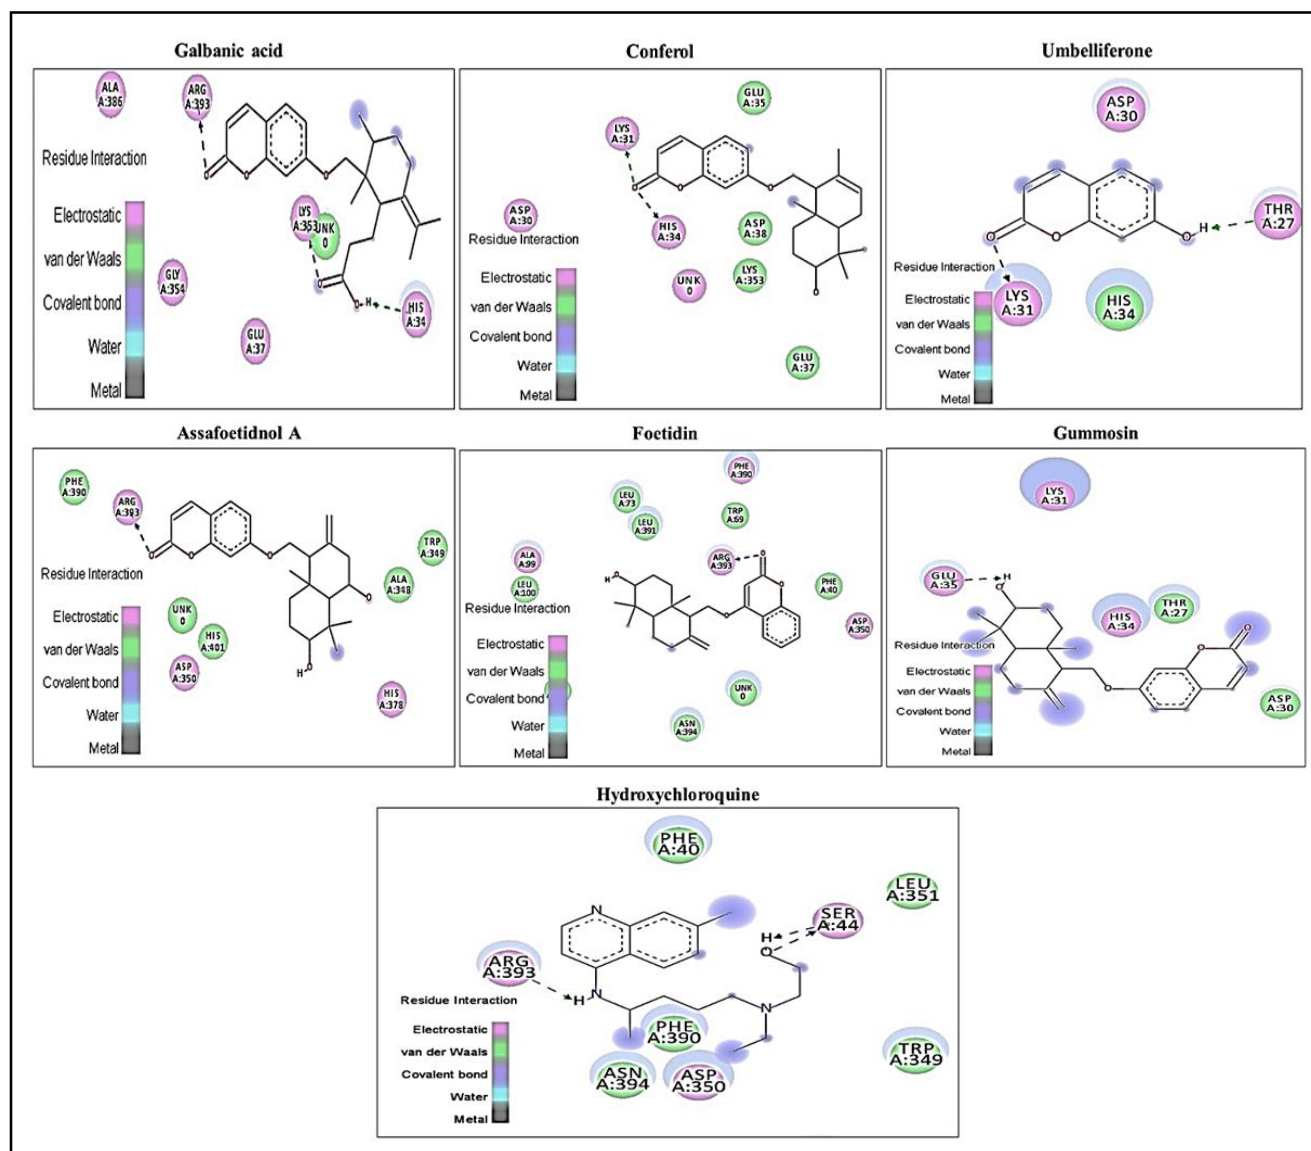 Galbanic acid
ALA
A:386
ARG
A:393
O
O
O
Residue Interaction
Electrostatic
van der Waals
Covalent bond
Water
Metal
LYS
A:353
UNK
0
GLY
A:354
GLU
A:37
O
O
H
HIS
A:34
Conferol
GLU
A:35
LYS
A:31
O
O
O
ASP
A:30
Residue Interaction
HIS
A:34
ASP
A:38
UNK
0
LYS
A:353
O
Electrostatic
van der Waals
Covalent bond
Water
Metal
GLU
A:37
Umbelliferone
ASP
A:30
THR
A:27
O
O
O
H
Residue Interaction
LYS
A:31
HIS
A:34
Electrostatic
van der Waals
Covalent bond
Water
Metal
Assafoetidnol A
PHE
A:390
ARG
A:393
O
O
O
TRP
A:349
ALA
A:348
O
Residue Interaction
Electrostatic
van der Waals
Covalent bond
Water
Metal
UNK
0
HIS
A:401
ASP
A:350
O
H
HIS
A:378
Foetidin
PHE
A:390
LEU
A:73
LEU
A:391
TRP
A:69
ALA
A:99
LEU
A:100
ARG
A:393
O
O
O
H
O
PHE
A:40
ASP
A:350
Residue Interaction
Electrostatic
van der Waals
Covalent bond
Water
Metal
UNK
0
ASN
A:394
Gummosin
LYS
A:31
GLU
A:35
H
O
HIS
A:34
THR
A:27
O
O
O
ASP
A:30
Residue Interaction
Electrostatic
van der Waals
Covalent bond
Water
Metal
Hydroxychloroquine
PHE
A:40
LEU
A:351
SER
A:44
N
H
O
ARG
A:393
H
N
N
Residue Interaction
Electrostatic
van der Waals
Covalent bond
Water
Metal
PHE
A:390
ASN
A:394
ASP
A:350
TRP
A:349